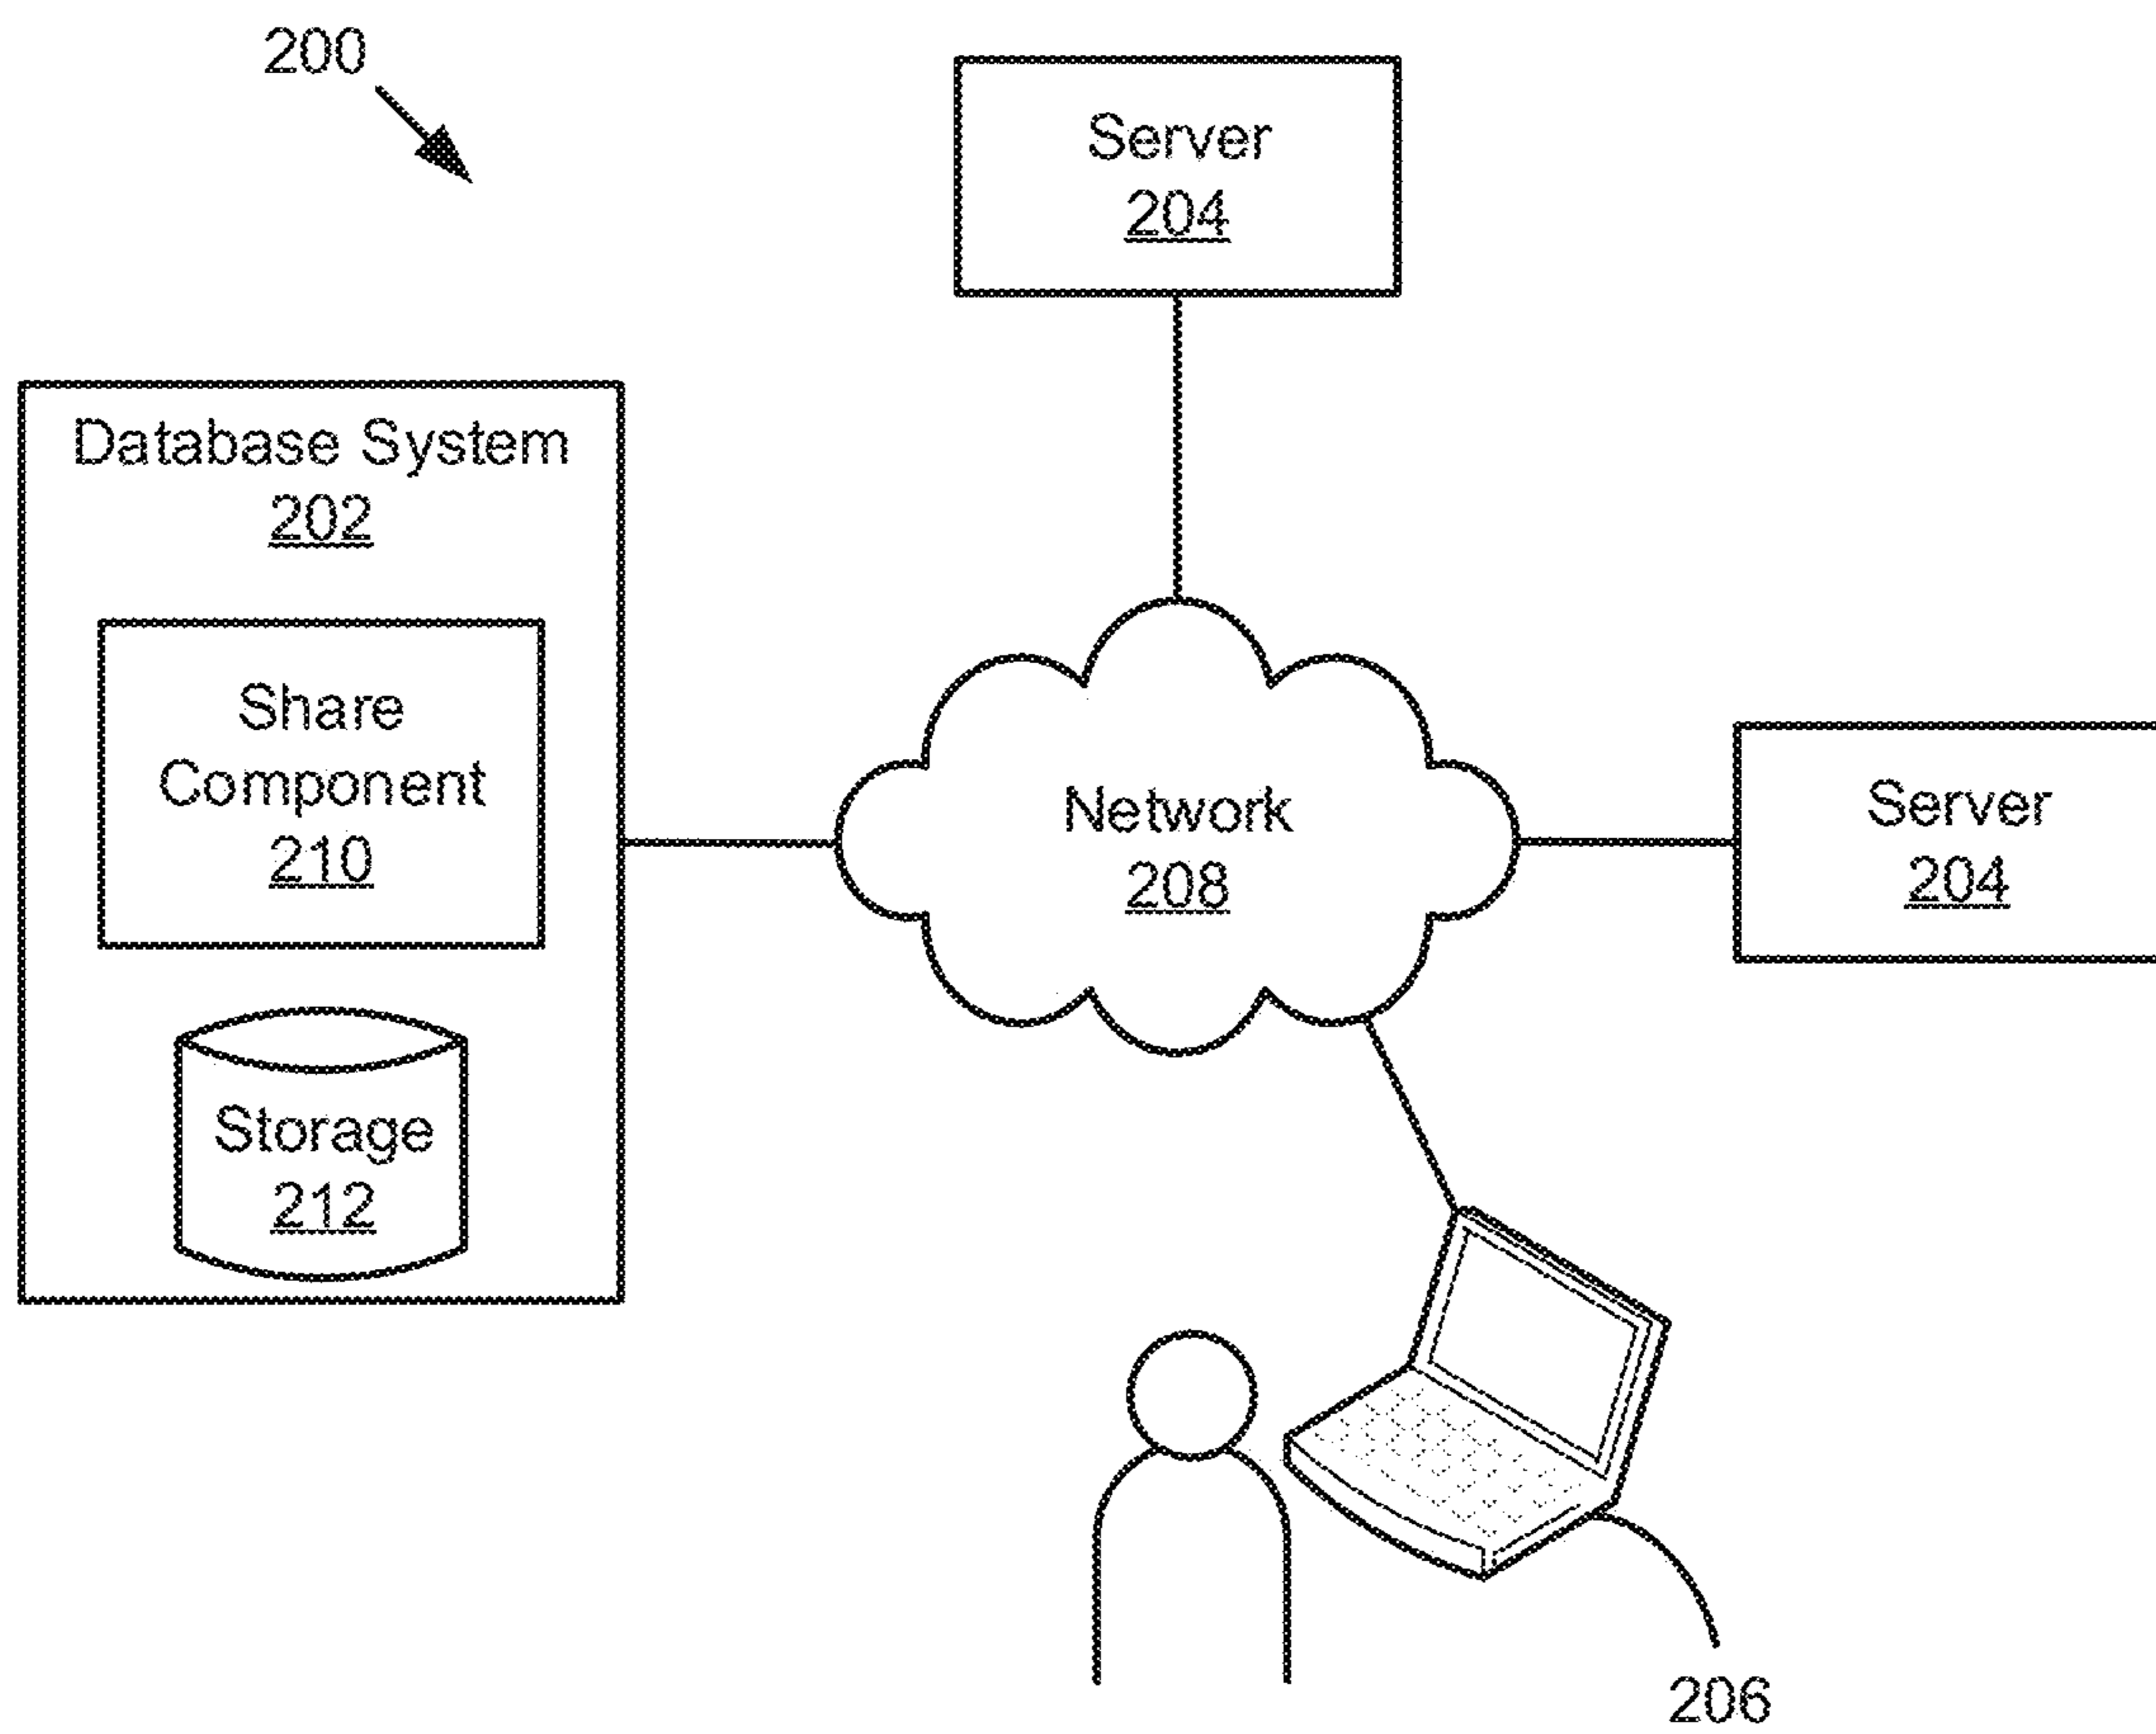 200
Server
204
Database System
202
Share
Component
210
Storage
212
Network
208
Server
204
206